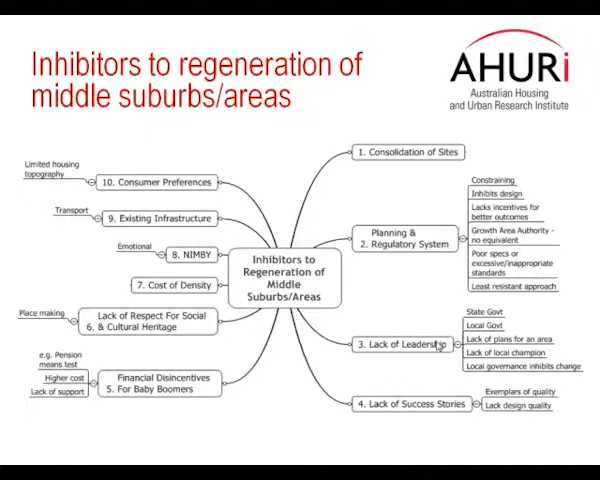 Inhibitors to regeneration of
middle suburbs/areas
AHURi
Australian Housing
and Urban Research Institute
Inhibitors to
Regeneration of
Middle
Suburbs/Areas
1. Consolidation of Sites
Planning &
2. Regulatory System
Constraining
Inhibits design
Lacks incentives for
better outcomes
Growth Area Authority -
no equivalent
Poor specs or
excessive/inappropriate
standards
Least resistant approach
3. Lack of Leadership
State Govt
Local Govt
Lack of plans for an area
Lack of local champion
Local governance inhibits change
4. Lack of Success Stories
Exemplars of quality
Lack design quality
Financial Disincentives
5. For Baby Boomers
e.g. Pension
means test
Higher cost
Lack of support
Lack of Respect For Social
6. & Cultural Heritage
Place making
7. Cost of Density
8. NIMBY
Emotional
9. Existing Infrastructure
Transport
10. Consumer Preferences
Limited housing
topography